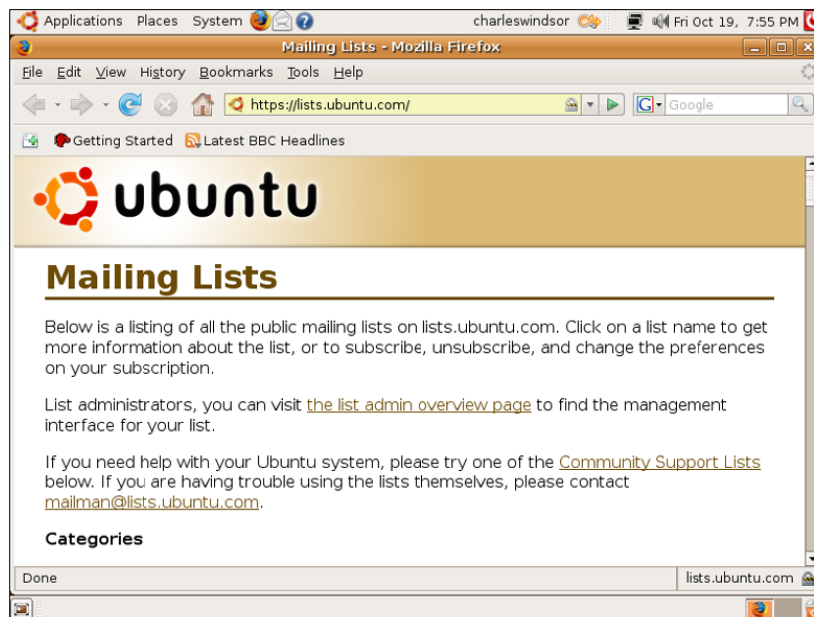 Applications Places System charleswindsor Fri Oct 19, 7:55 PM
Mailing Lists - Mozilla Firefox
File Edit View History Bookmarks Tools Help
https://lists.ubuntu.com/ G Google
Getting Started Latest BBC Headlines
ubuntu
Mailing Lists
Below is a listing of all the public mailing lists on lists.ubuntu.com. Click on a list name to get
more information about the list, or to subscribe, unsubscribe, and change the preferences
on your subscription.
List administrators, you can visit the list admin overview page to find the management
interface for your list.
If you need help with your Ubuntu system, please try one of the Community Support Lists
below. If you are having trouble using the lists themselves, please contact
mailman@lists.ubuntu.com.
Categories
Done lists.ubuntu.com